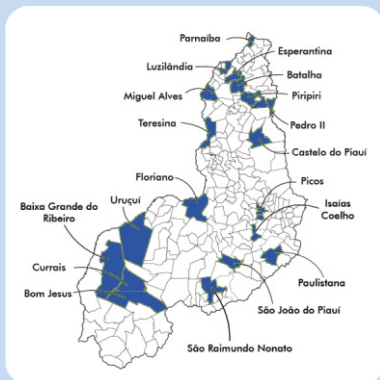 Parnaíba
Esperantina
Luzilândia
Batalha
Miguel Alves
Piripiri
Pedro II
Teresina
Castelo do Piauí
Floriano
Picos
Uruçuí
Isaías
Coelho
Baixa Grande do
Ribeiro
Currais
Paulistana
Bom Jesus
São João do Piauí
São Raimundo Nonato